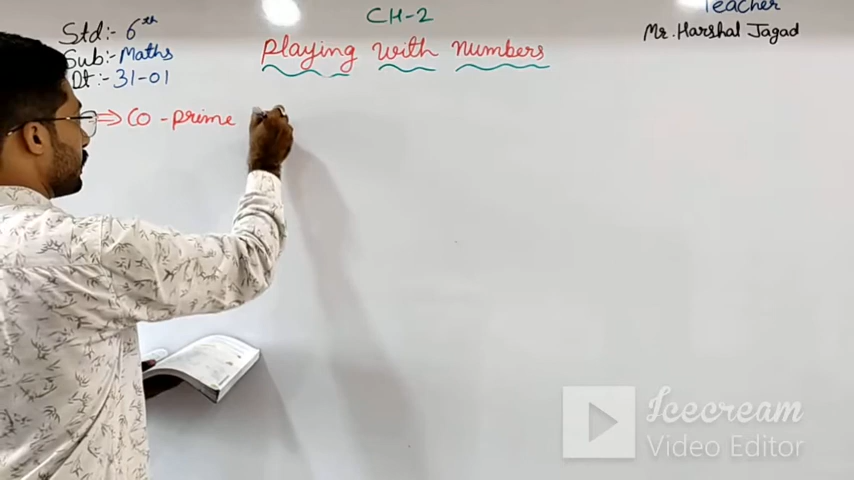 Std:- 6th
Sub:- Maths
Dt:- 31-01
CH-2
Playing with Numbers
Teacher
Mr. Harshal Jagad
⇒ Co-prime
Icecream
Video Editor